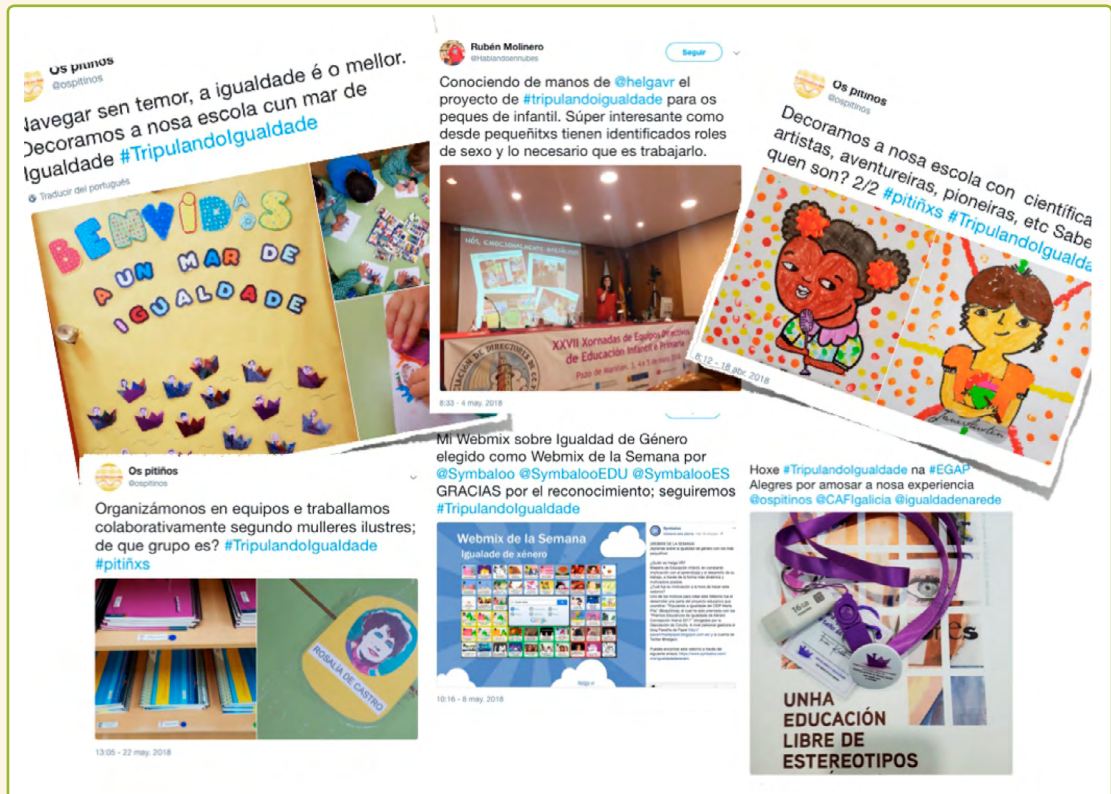 Os pitiños
@ospitinos
Navegar sen temor, a igualdade é o mellor.
Decoramos a nosa escola cun mar de
Igualdade #TripulandoIgualdade
Traducir del portugués
BENVIDAS
A UN MAR DE
IGUALDADE
Rubén Molinero
@Hablandoennubes
Seguir
Conociendo de manos de @helgavr el
proyecto de #tripulandoigualdade para os
peques de infantil. Súper interesante como
desde pequeñitxs tienen identificados roles
de sexo y lo necesario que es trabajarlo.
XXVII Xornadas de Equipos Directivos
de Educación Infantil e Primaria
8:33 - 4 may. 2018
Os pitiños
@ospitinos
Decoramos a nosa escola con científica
artistas, aventureiras, pioneiras, etc Sabe
quen son? 2/2 #pitiñxs #TripulandoIgualda
8:12 - 18 abr. 2018
Os pitiños
@ospitinos
Organizámonos en equipos e traballamos
colaborativamente segundo mulleres ilustres;
de que grupo es? #TripulandoIgualdade
#pitiñxs
ROSALÍA DE CASTRO
13:05 - 22 may. 2018
Mi Webmix sobre Igualdad de Género
elegido como Webmix de la Semana por
@Symbaloo @SymbalooEDU @SymbalooES
GRACIAS por el reconocimiento; seguiremos
#TripulandoIgualdade
Webmix de la Semana
Igualade de xénero
10:16 - 8 may. 2018
Hoxe #TripulandoIgualdade na #EGAP
Alegres por amosar a nosa experiencia
@ospitinos @CAFIgalicia @igualdadenarede
16 GB
UNHA
EDUCACIÓN
LIBRE DE
ESTEREOTIPOS